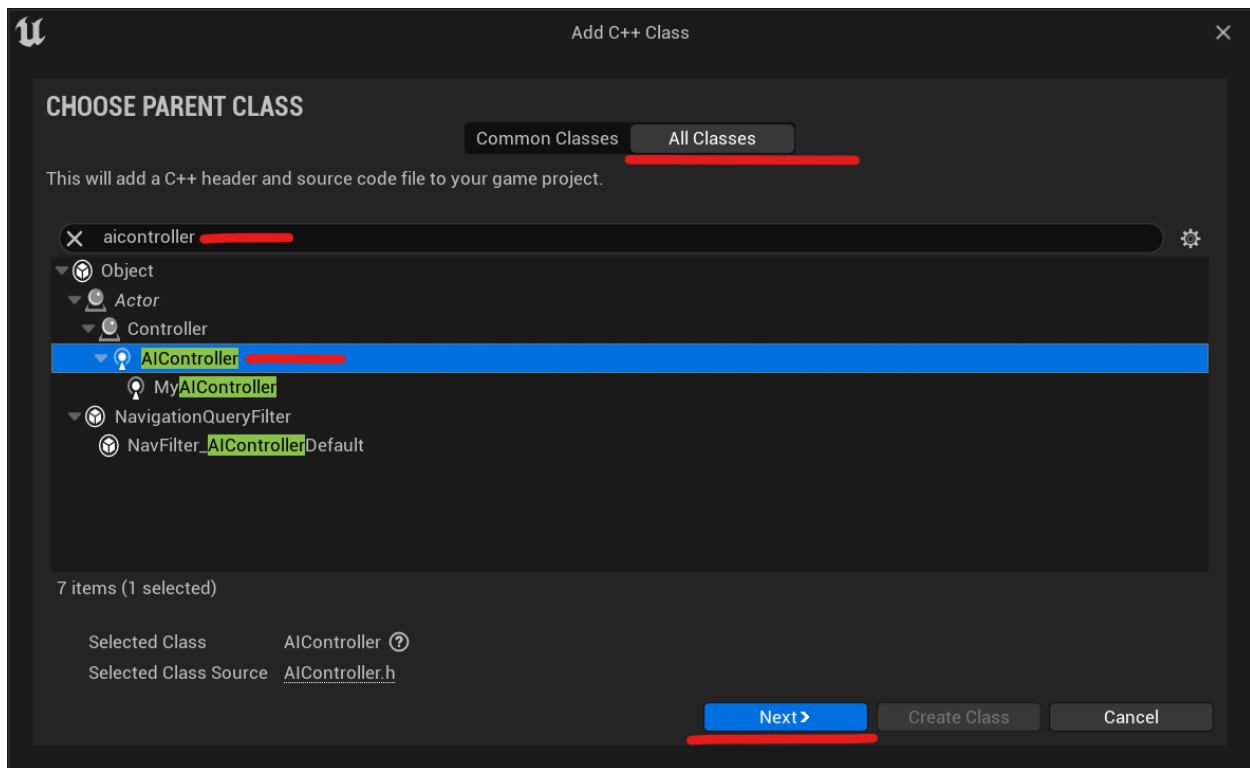 Add C++ Class
CHOOSE PARENT CLASS
Common Classes All Classes
This will add a C++ header and source code file to your game project.
aicontroller
Object
Actor
Controller
AIController
MyAIController
NavigationQueryFilter
NavFilter_AIControllerDefault
7 items (1 selected)
Selected Class AIController
Selected Class Source AIController.h
Next Create Class Cancel